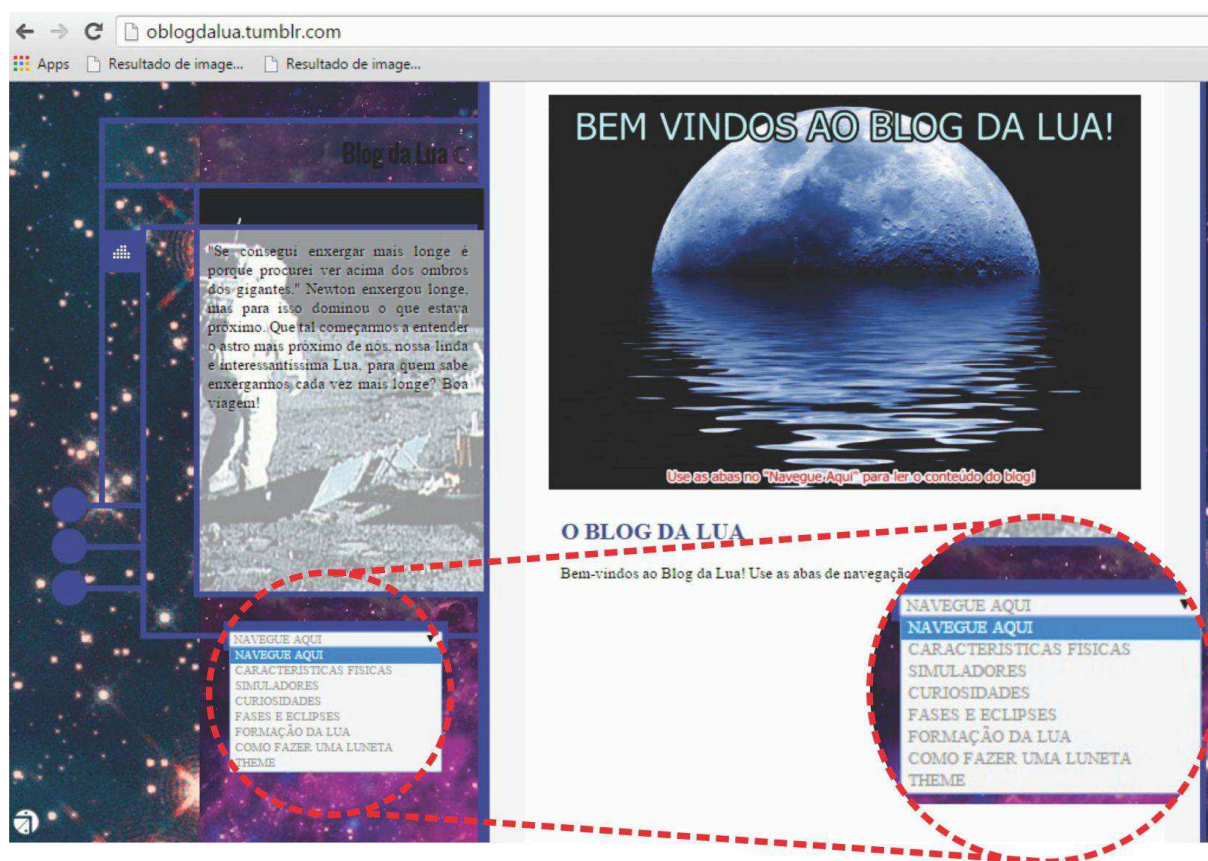 oblogdalua.tumblr.com
Apps Resultado de image... Resultado de image...
Blog da Lua
"Se consegui enxergar mais longe é
porque procurei ver acima dos ombros
dos gigantes." Newton enxergou longe,
mas para isso dominou o que estava
próximo. Que tal começarmos a entender
o astro mais próximo de nós, nossa linda
e interessantíssima Lua, para quem sabe
enxergarmos cada vez mais longe? Boa
viagem!
NAVEGUE AQUI
NAVEGUE AQUI
CARACTERÍSTICAS FÍSICAS
SIMULADORES
CURIOSIDADES
FASES E ECLIPSES
FORMAÇÃO DA LUA
COMO FAZER UMA LUNETA
THEME
BEM VINDOS AO BLOG DA LUA!
Use as abas no "Navegue Aqui" para ler o conteúdo do blog!
O BLOG DA LUA
Bem-vindos ao Blog da Lua! Use as abas de navegação
NAVEGUE AQUI
NAVEGUE AQUI
CARACTERÍSTICAS FÍSICAS
SIMULADORES
CURIOSIDADES
FASES E ECLIPSES
FORMAÇÃO DA LUA
COMO FAZER UMA LUNETA
THEME